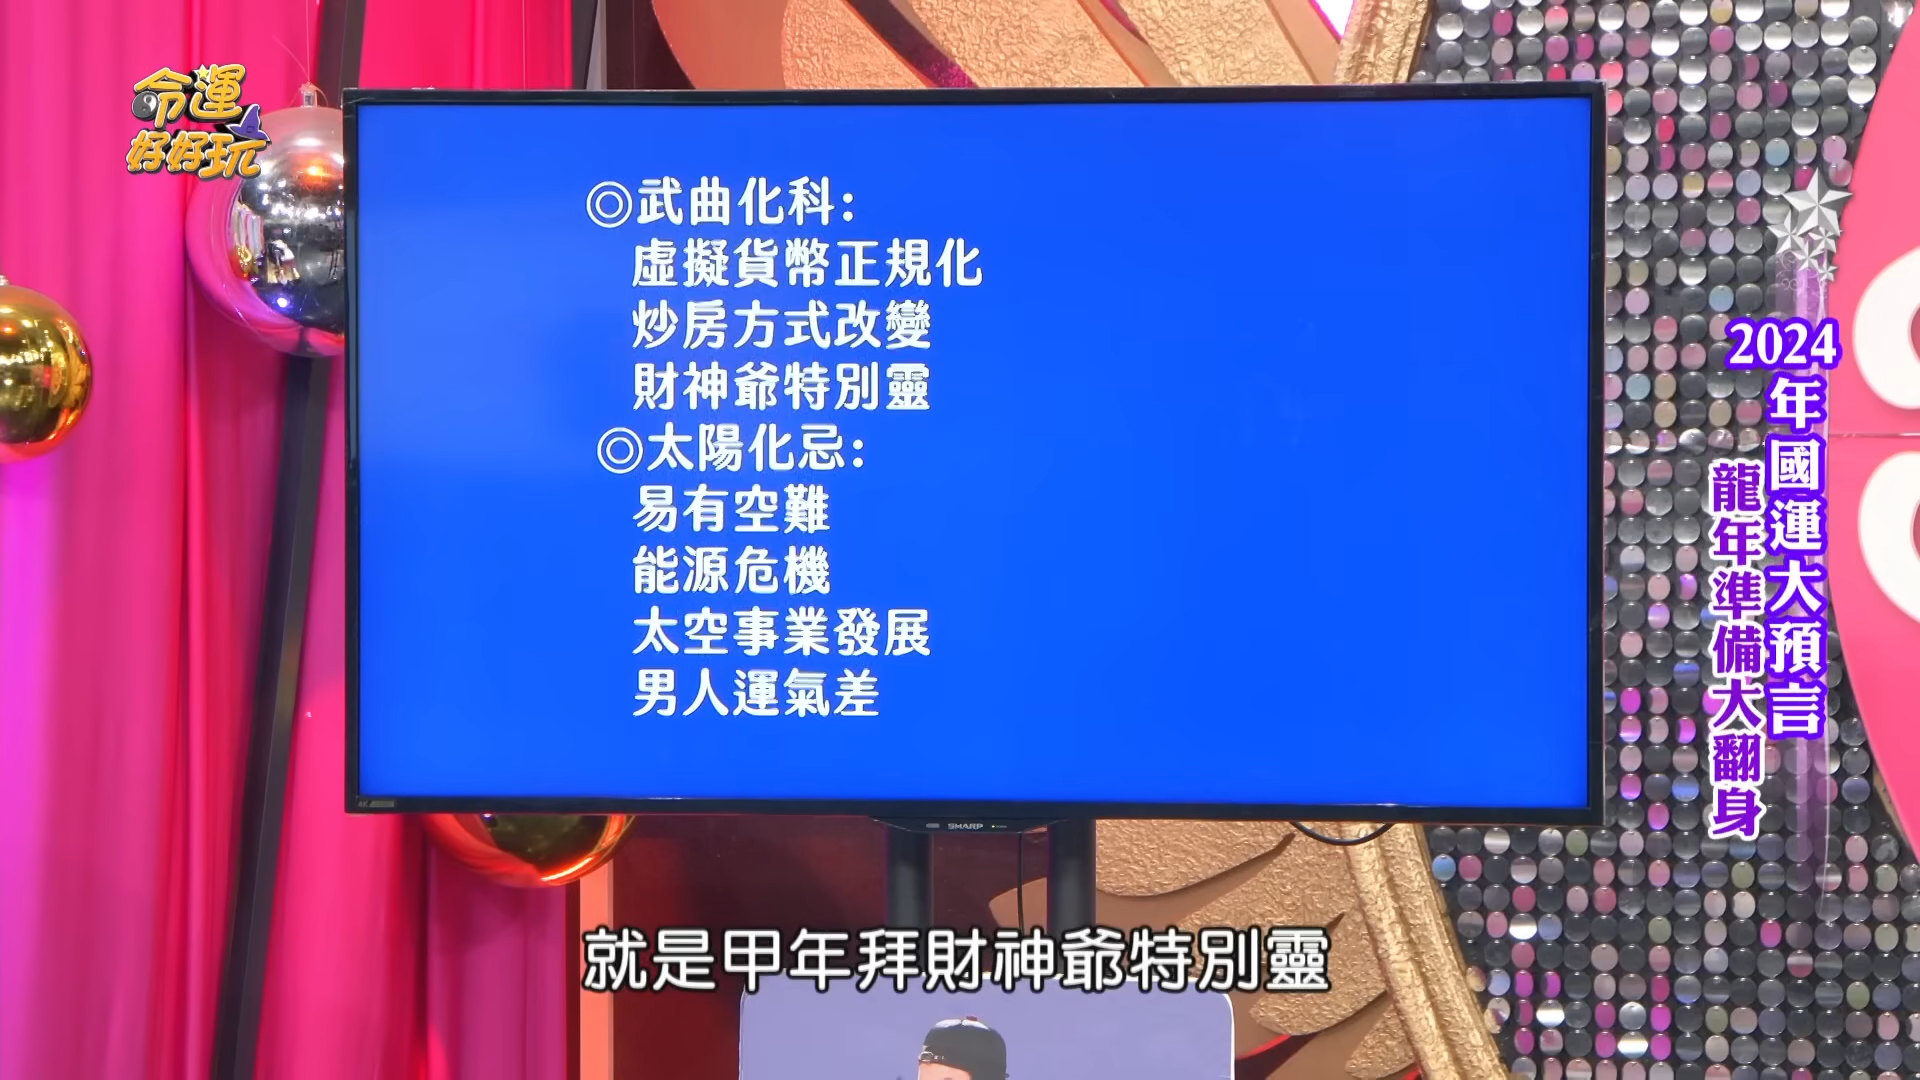 命運
好好玩
◎武曲化科:
虛擬貨幣正規化
炒房方式改變
財神爺特別靈
◎太陽化忌:
易有空難
能源危機
太空事業發展
男人運氣差
SHARP
2024年國運大預言
龍年準備大翻身
就是甲年拜財神爺特別靈